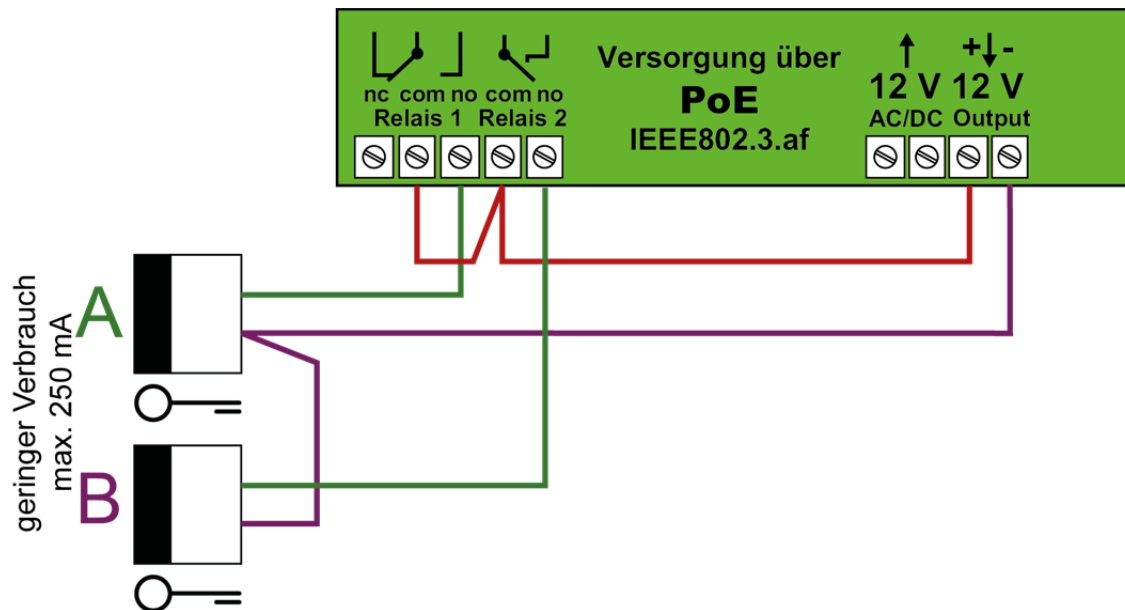 nc com no com no
Relais 1 Relais 2
Versorgung über
PoE
IEEE802.3.af
+ -
12 V 12 V
AC/DC Output
A
B
geringer Verbrauch
max. 250 mA